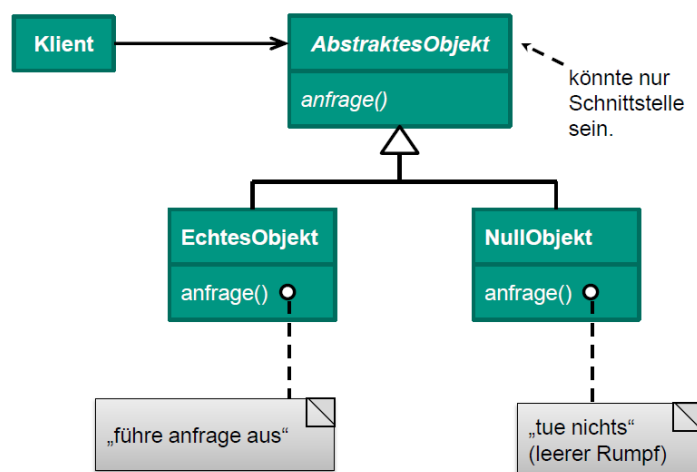 Klient
AbstraktesObjekt
anfrage()
könnte nur
Schnittstelle
sein.
EchtesObjekt
anfrage()
NullObjekt
anfrage()
„führe anfrage aus“
„tue nichts“
(leerer Rumpf)